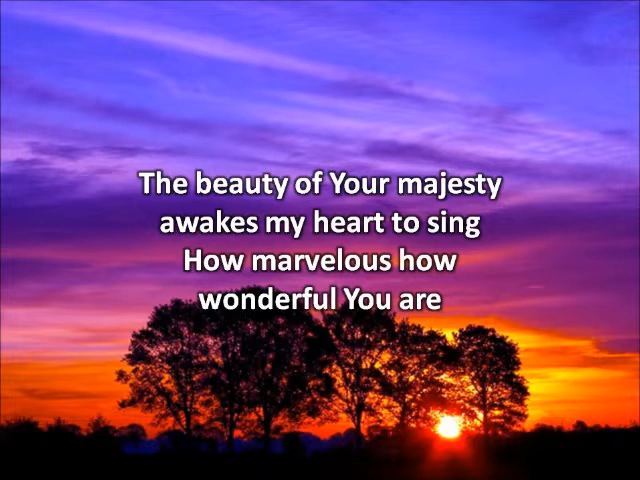 The beauty of Your majesty
awakes my heart to sing
How marvelous how
wonderful You are